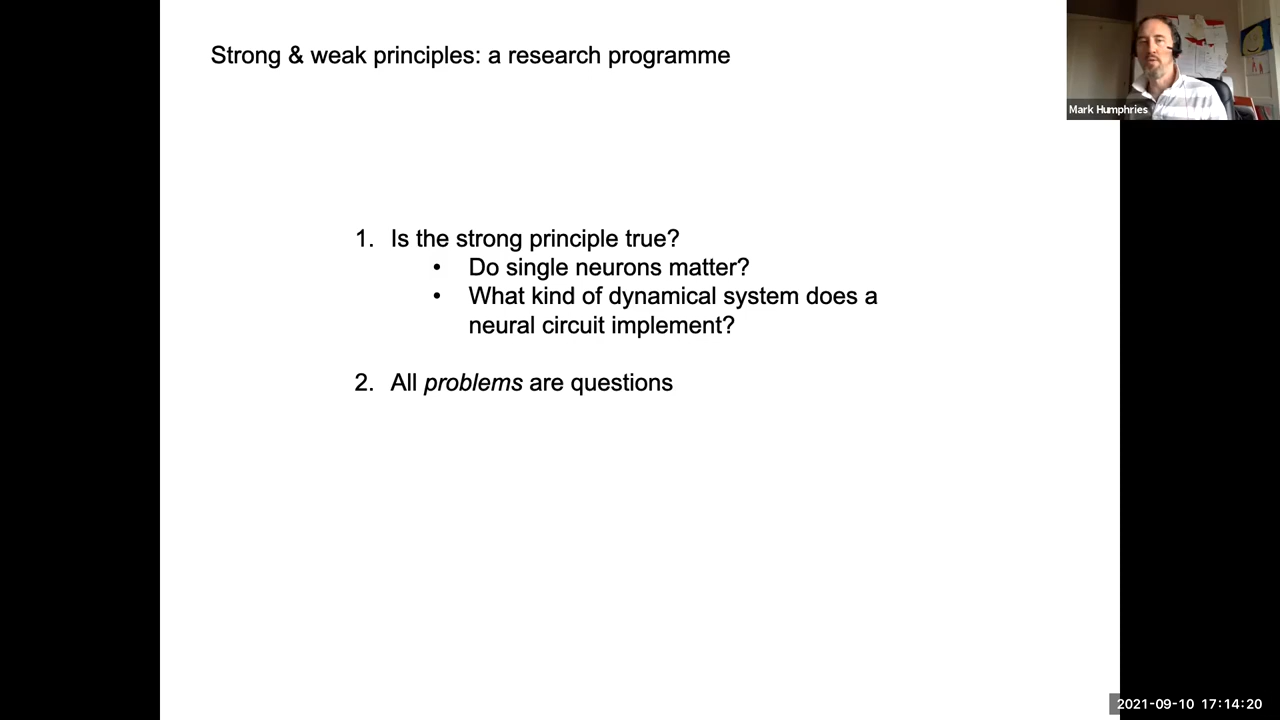 Strong & weak principles: a research programme
Mark Humphries
1. Is the strong principle true?
• Do single neurons matter?
• What kind of dynamical system does a
neural circuit implement?
2. All problems are questions
2021-09-10 17:14:20